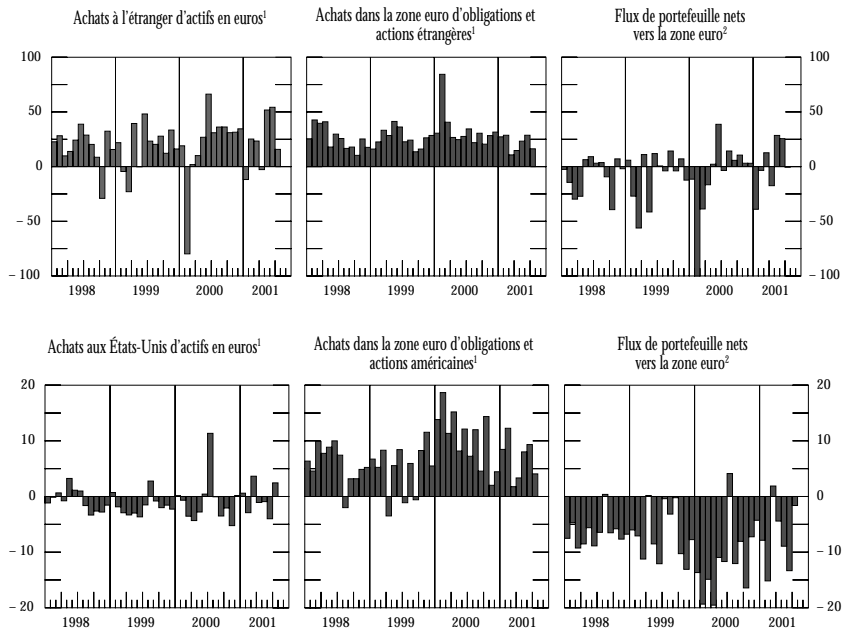 Achats à l'étranger d'actifs en euros¹
Achats dans la zone euro d'obligations et
actions étrangères¹
Flux de portefeuille nets
vers la zone euro²
100
100
50
50
0
0
– 50
– 50
– 100
– 100
1998 1999 2000 2001
1998 1999 2000 2001
1998 1999 2000 2001
Achats aux États-Unis d'actifs en euros¹
Achats dans la zone euro d'obligations et
actions américaines¹
Flux de portefeuille nets
vers la zone euro²
20
20
10
10
0
0
– 10
– 10
– 20
– 20
1998 1999 2000 2001
1998 1999 2000 2001
1998 1999 2000 2001